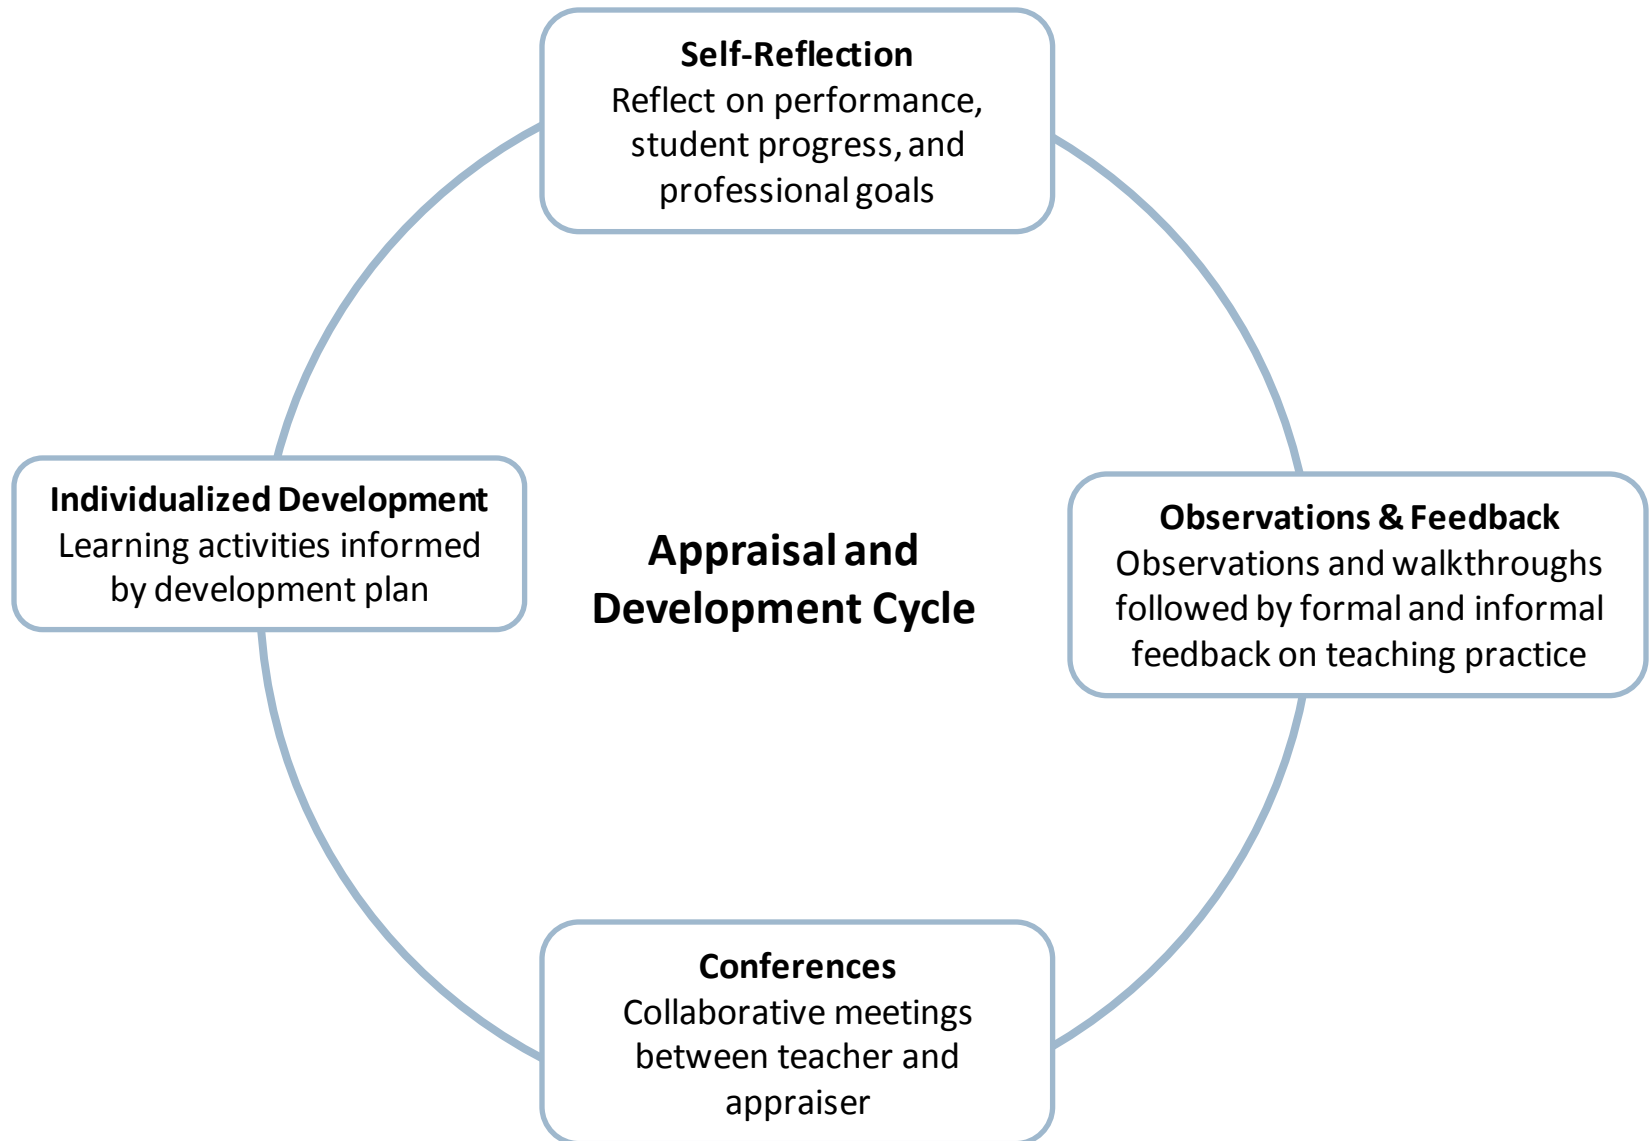 Self-Reflection
Reflect on performance,
student progress, and
professional goals
Individualized Development
Learning activities informed
by development plan
Appraisal and
Development Cycle
Observations & Feedback
Observations and walkthroughs
followed by formal and informal
feedback on teaching practice
Conferences
Collaborative meetings
between teacher and
appraiser